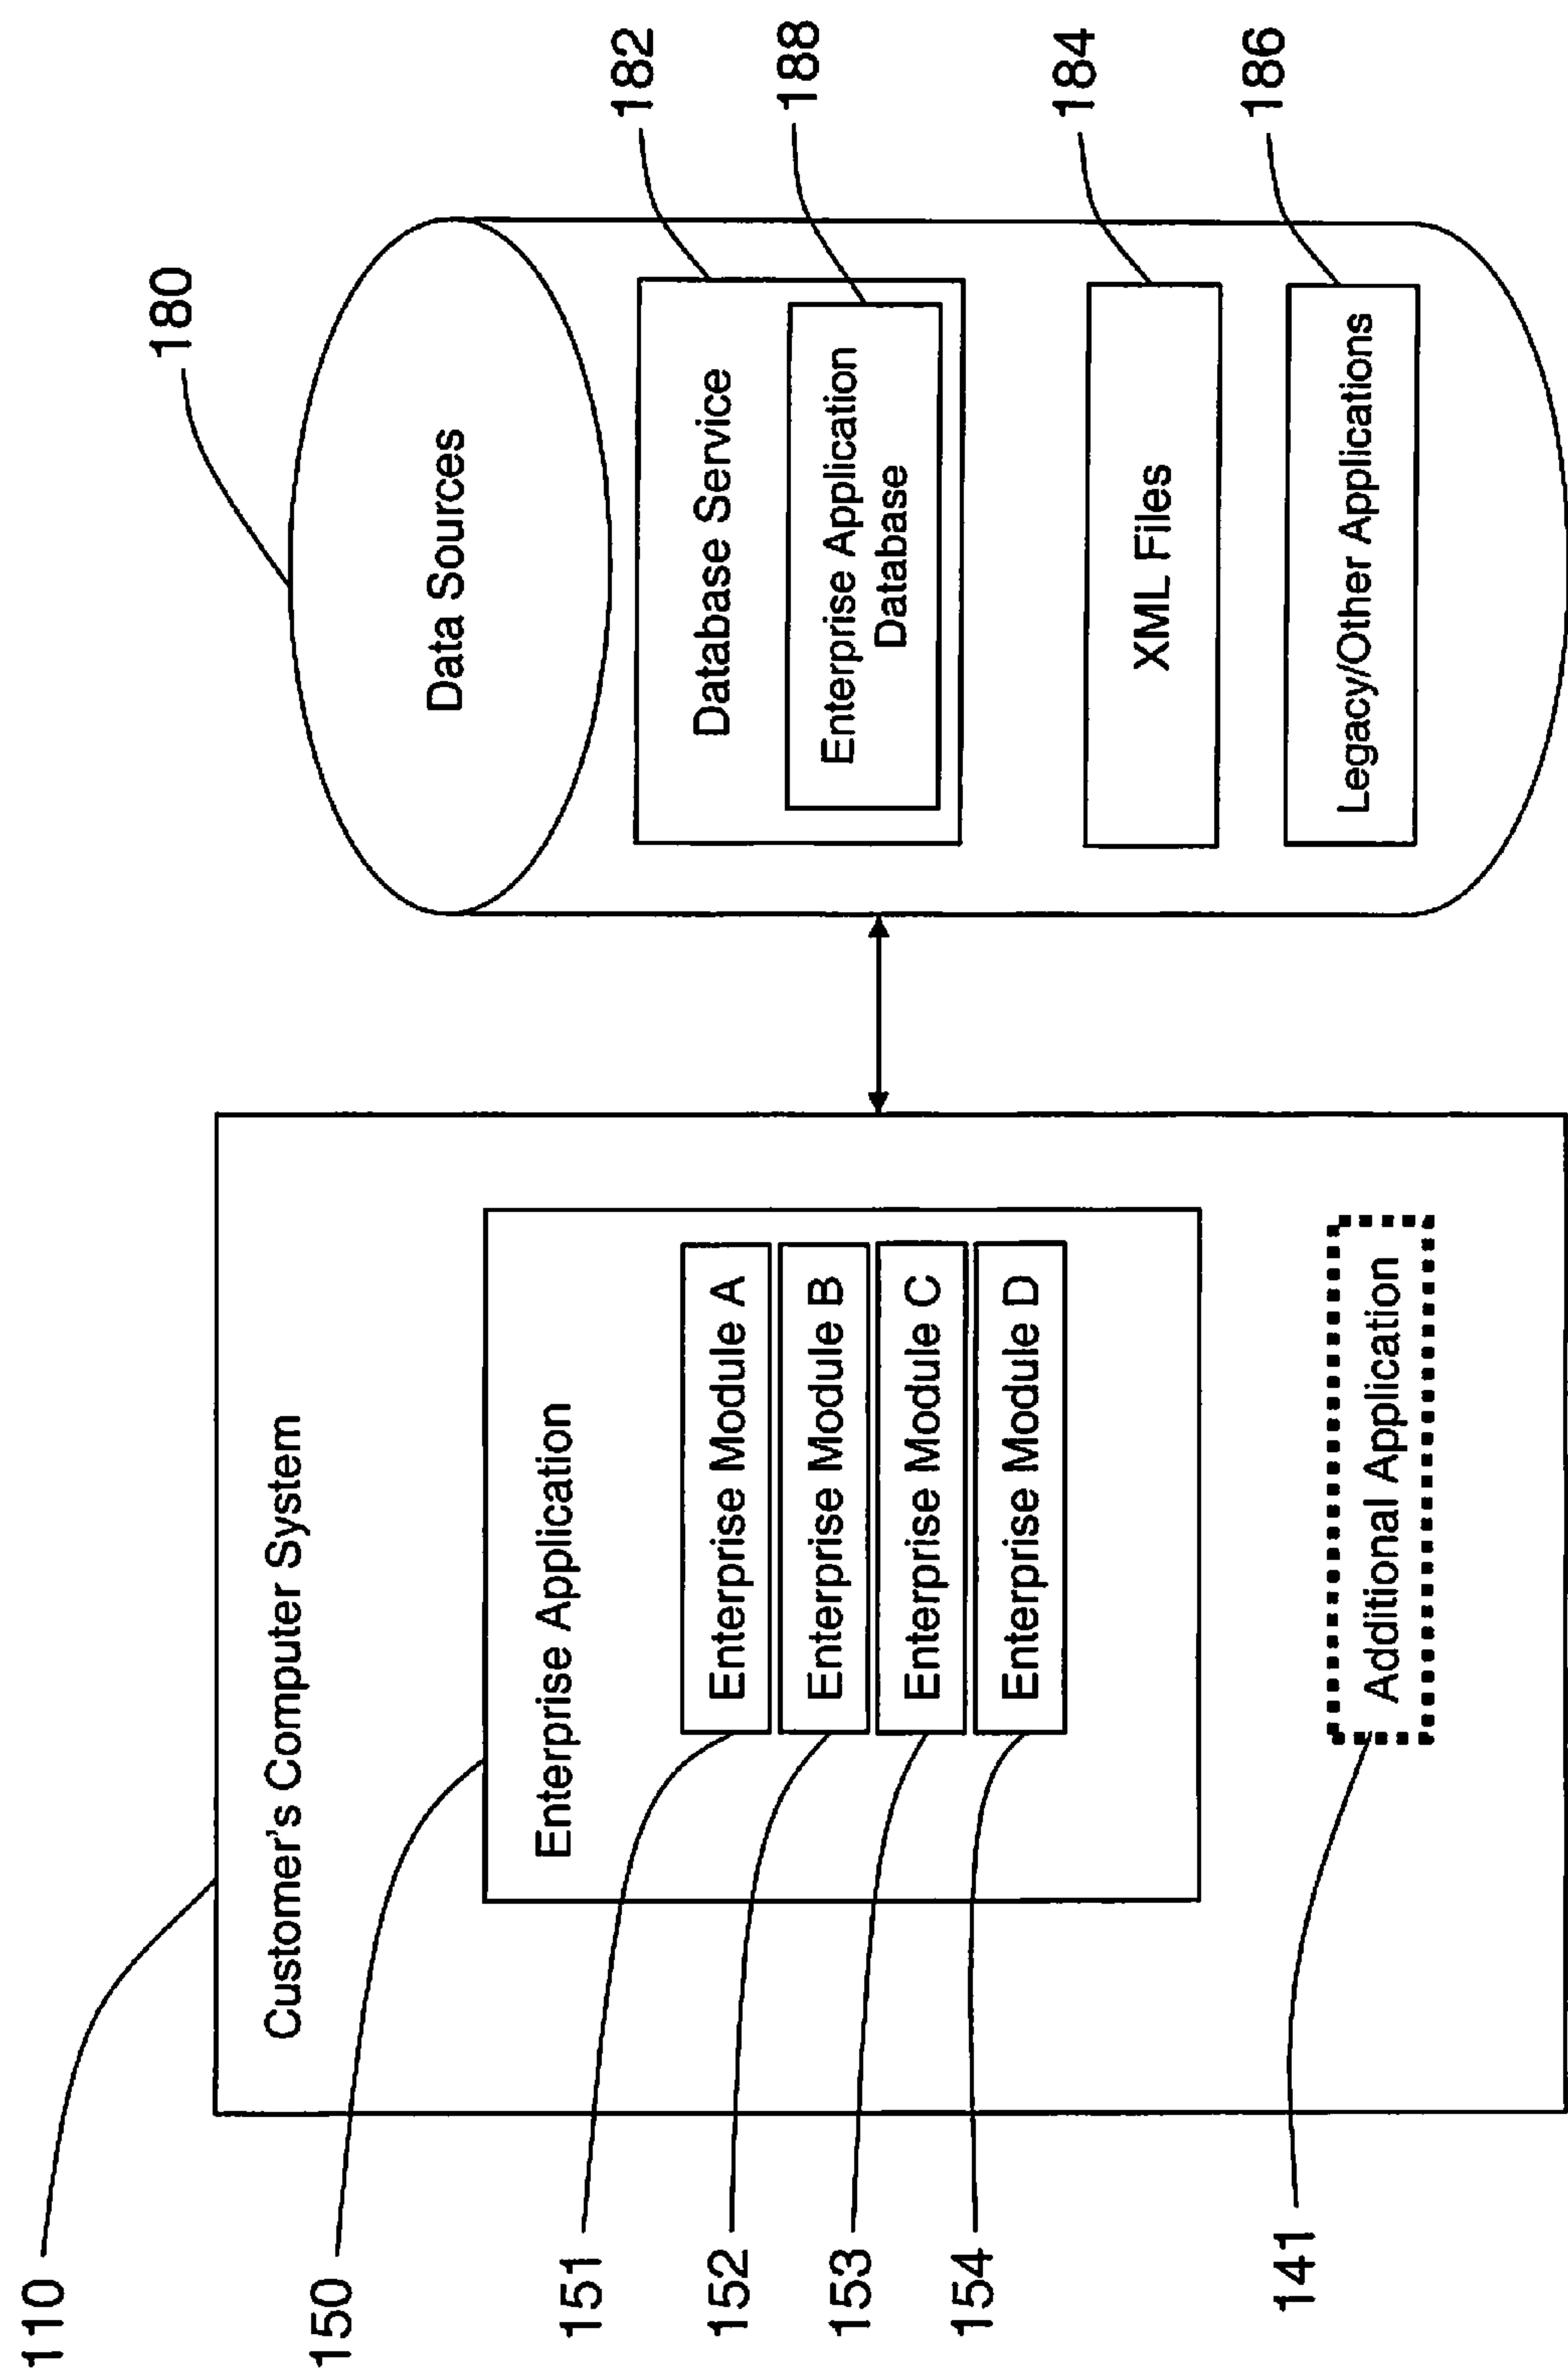 110
Customer's Computer System
150
Enterprise Application
151
Enterprise Module A
152
Enterprise Module B
153
Enterprise Module C
154
Enterprise Module D
141
Additional Application
180
Data Sources
182
Database Service
188
Enterprise Application
Database
184
XML Files
186
Legacy/Other Applications